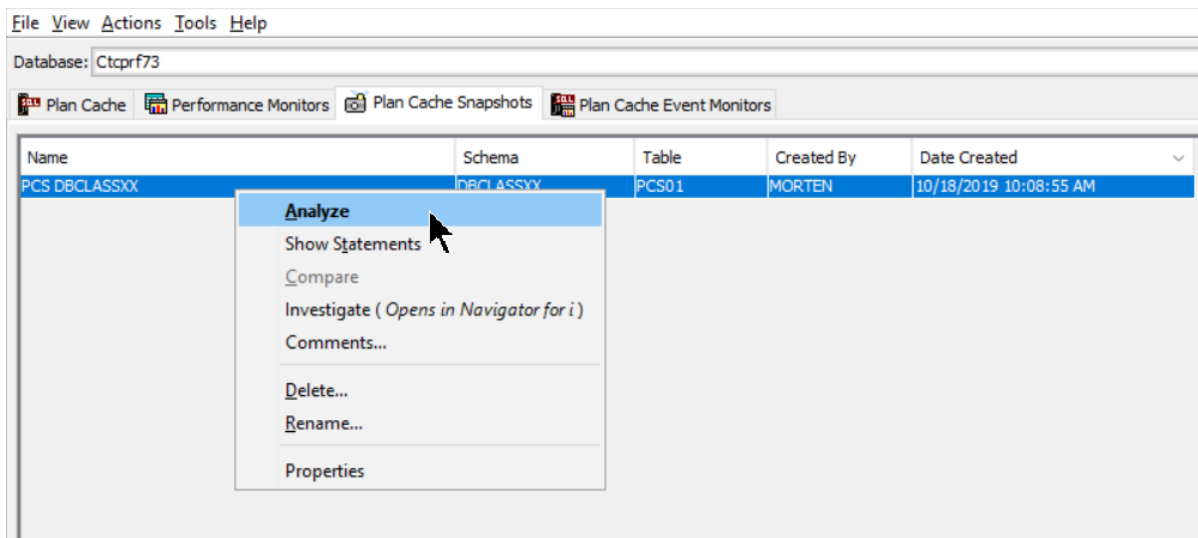 File View Actions Tools Help
Database: Ctcprf73
Plan Cache Performance Monitors Plan Cache Snapshots Plan Cache Event Monitors
Name Schema Table Created By Date Created
PCS DBCLASSXX DBCLASSXX PCS01 MORTEN 10/18/2019 10:08:55 AM
Analyze
Show Statements
Compare
Investigate ( Opens in Navigator for i )
Comments...
Delete...
Rename...
Properties